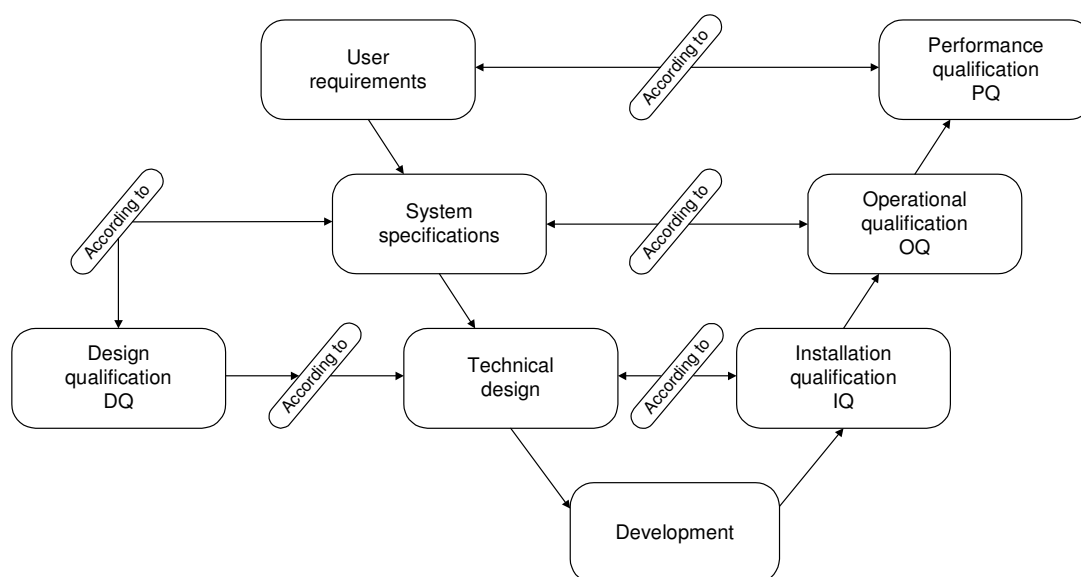 User
requirements
According to
Performance
qualification
PQ
According to
System
specifications
According to
Operational
qualification
OQ
Design
qualification
DQ
According to
Technical
design
According to
Installation
qualification
IQ
Development